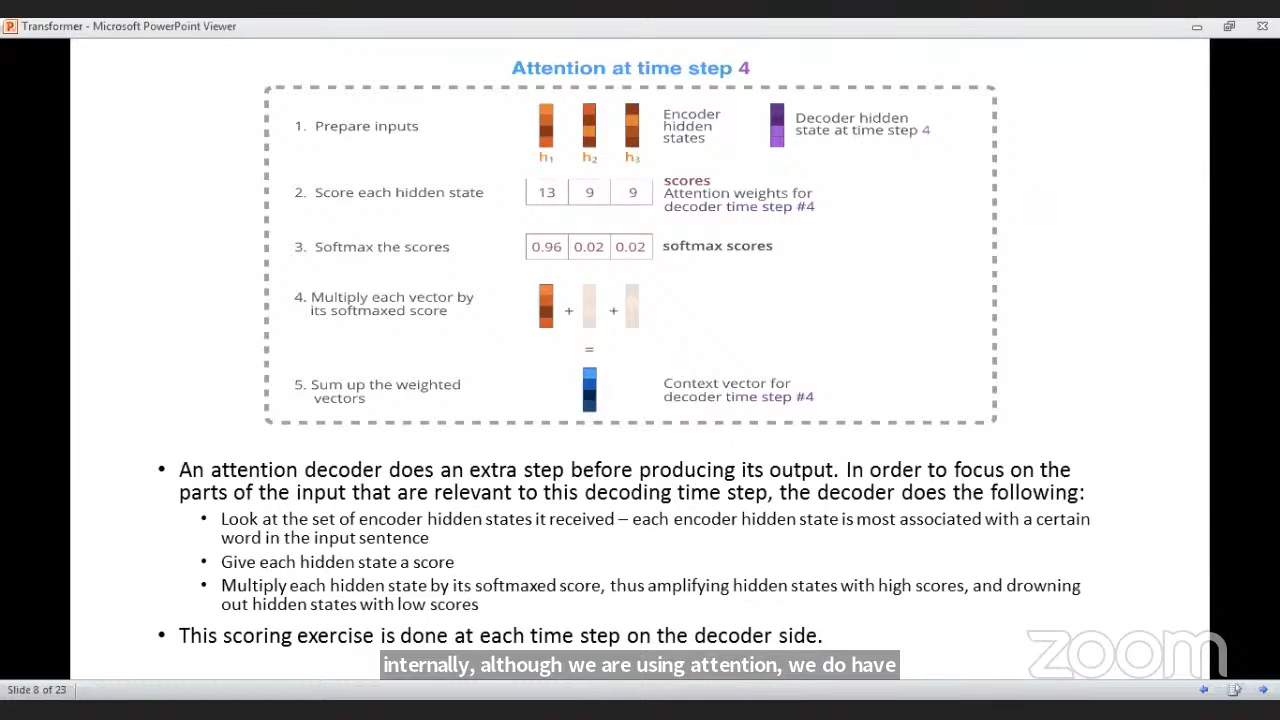 Transformer - Microsoft PowerPoint Viewer
Attention at time step 4
1. Prepare inputs
h1 h2 h3
Encoder
hidden
states
Decoder hidden
state at time step 4
2. Score each hidden state
13 9 9
scores
Attention weights for
decoder time step #4
3. Softmax the scores
0.96 0.02 0.02
softmax scores
4. Multiply each vector by
its softmaxed score
+ +
=
5. Sum up the weighted
vectors
Context vector for
decoder time step #4
• An attention decoder does an extra step before producing its output. In order to focus on the
parts of the input that are relevant to this decoding time step, the decoder does the following:
• Look at the set of encoder hidden states it received – each encoder hidden state is most associated with a certain
word in the input sentence
• Give each hidden state a score
• Multiply each hidden state by its softmaxed score, thus amplifying hidden states with high scores, and drowning
out hidden states with low scores
• This scoring exercise is done at each time step on the decoder side.
zoom
internally, although we are using attention, we do have
Slide 8 of 23